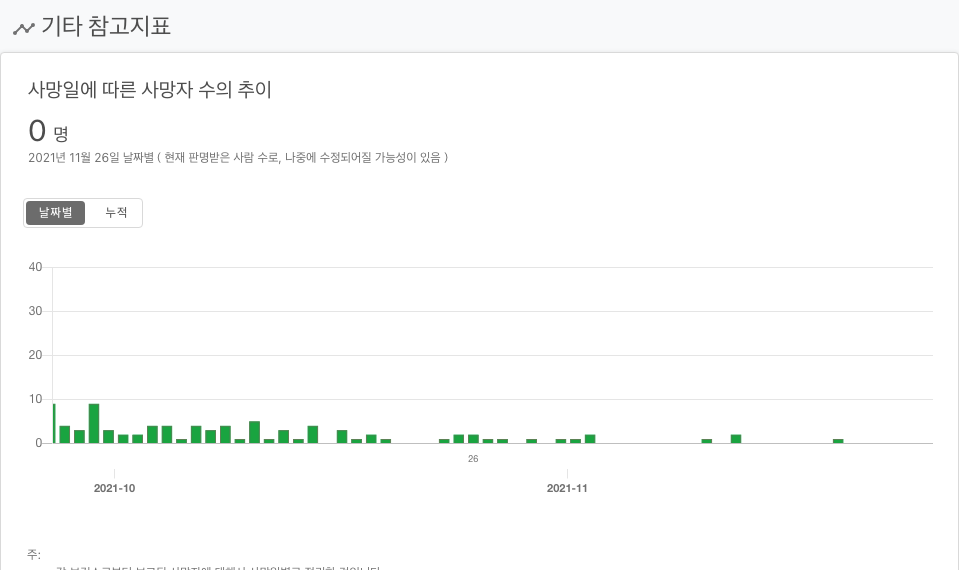 기타 참고지표
사망일에 따른 사망자 수의 추이
0 명
2021년 11월 26일 날짜별 ( 현재 판명받은 사람 수로, 나중에 수정되어질 가능성이 있음 )
날짜별 누적
40
30
20
10
0
26
2021-10 2021-11
주: